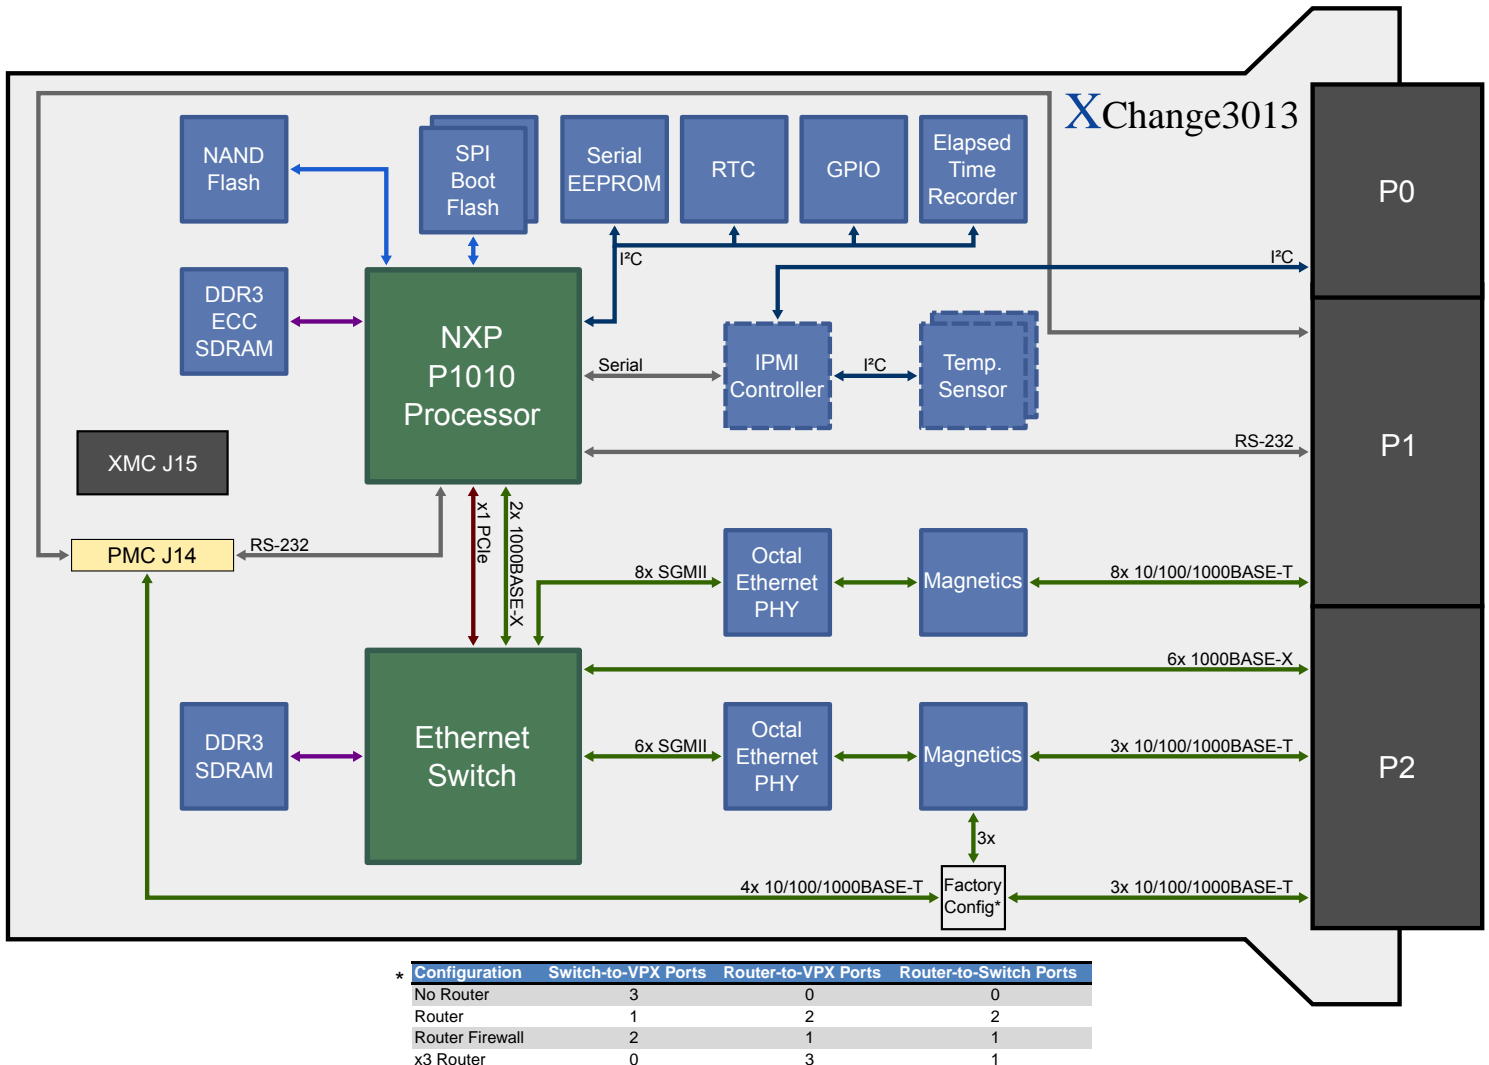 XChange3013
NAND
Flash
SPI
Boot
Flash
Serial
EEPROM
RTC
GPIO
Elapsed
Time
Recorder
P0
I²C
I²C
DDR3
ECC
SDRAM
NXP
P1010
Processor
Serial
IPMI
Controller
I²C
Temp.
Sensor
RS-232
P1
XMC J15
PMC J14
RS-232
x1 PCIe
2x 1000BASE-X
8x SGMII
Octal
Ethernet
PHY
Magnetics
8x 10/100/1000BASE-T
6x 1000BASE-X
DDR3
SDRAM
Ethernet
Switch
6x SGMII
Octal
Ethernet
PHY
Magnetics
3x 10/100/1000BASE-T
P2
3x
4x 10/100/1000BASE-T
Factory
Config*
3x 10/100/1000BASE-T
* Configuration Switch-to-VPX Ports Router-to-VPX Ports Router-to-Switch Ports
No Router 3 0 0
Router 1 2 2
Router Firewall 2 1 1
x3 Router 0 3 1